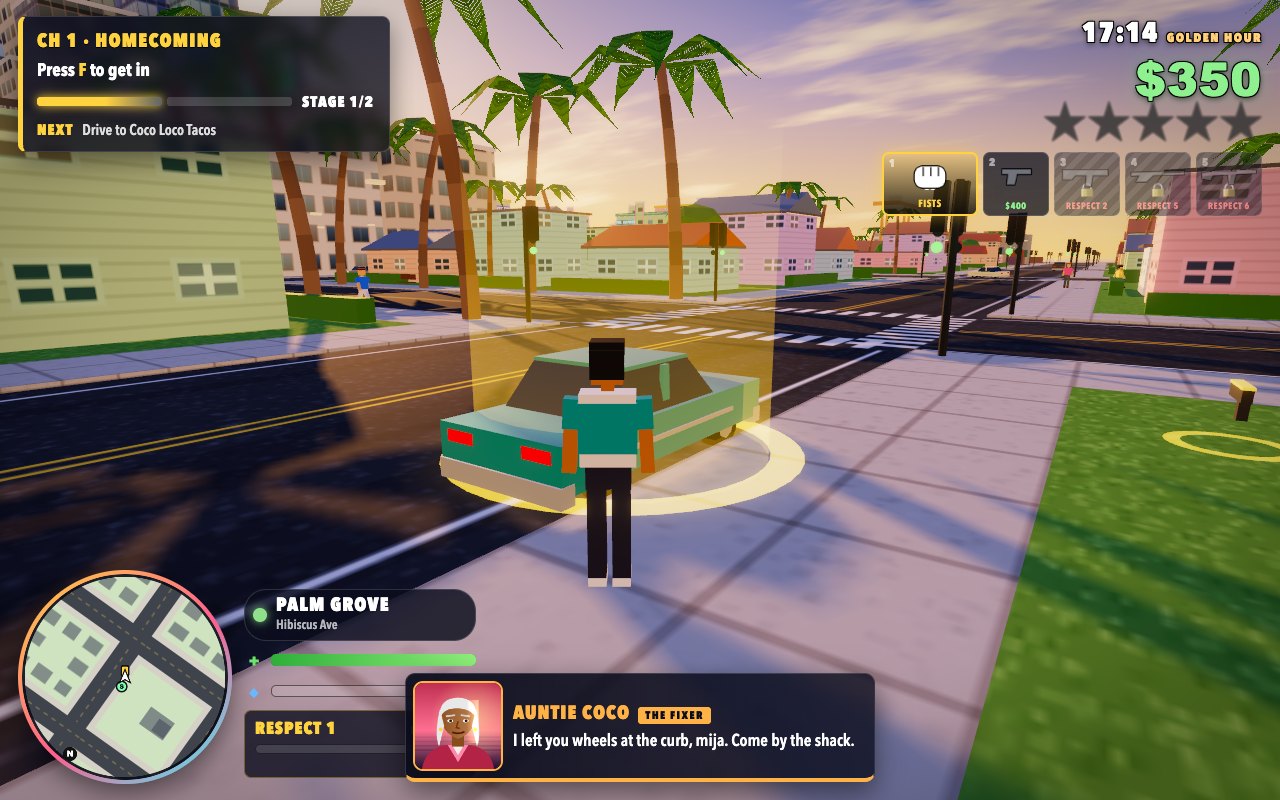 CH 1 · HOMECOMING
Press F to get in
STAGE 1/2
NEXT Drive to Coco Loco Tacos
17:14 GOLDEN HOUR
$350
1 FISTS
2 $400
3 RESPECT 2
4 RESPECT 5
5 RESPECT 6
PALM GROVE
Hibiscus Ave
RESPECT 1
AUNTIE COCO THE FIXER
I left you wheels at the curb, mija. Come by the shack.
N